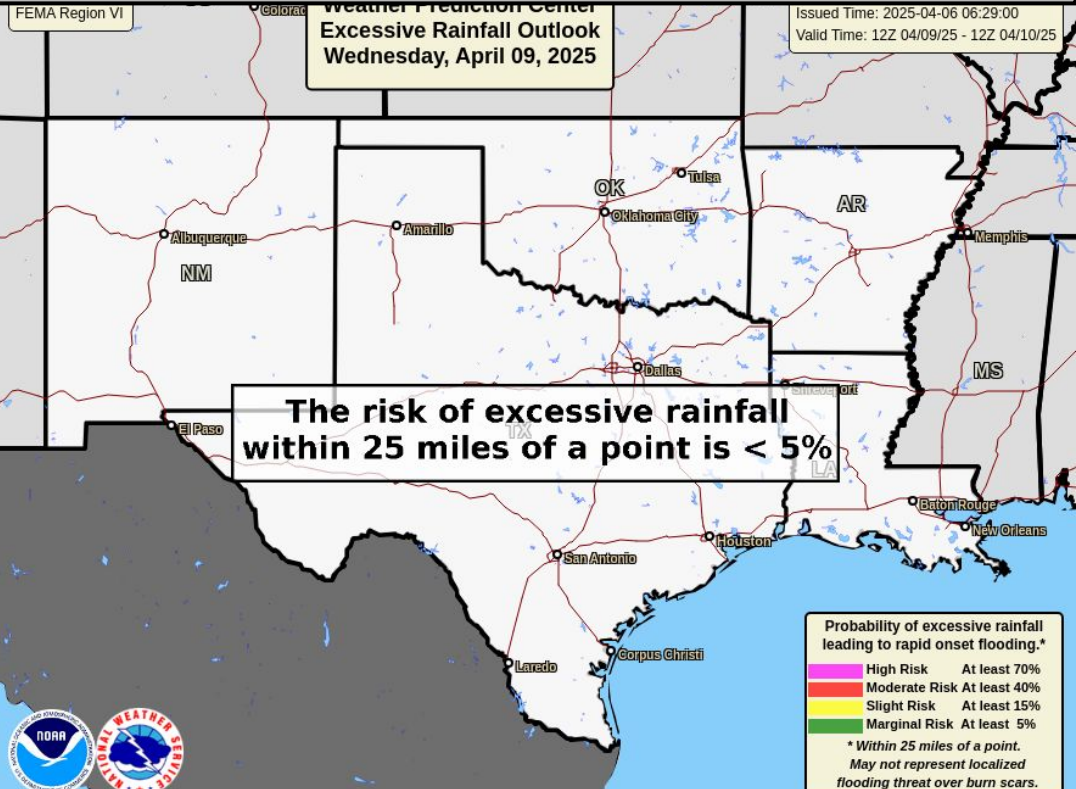 FEMA Region VI
Weather Prediction Center
Excessive Rainfall Outlook
Wednesday, April 09, 2025
Issued Time: 2025-04-06 06:29:00
Valid Time: 12Z 04/09/25 - 12Z 04/10/25
Colorad
Tulsa
OK
Oklahoma City
AR
Albuquerque
Amarillo
Memphis
NM
Dallas
MS
Shreveport
The risk of excessive rainfall
within 25 miles of a point is < 5%
El Paso
TX
LA
Baton Rouge
New Orleans
Houston
San Antonio
Corpus Christi
Laredo
Probability of excessive rainfall
leading to rapid onset flooding.*
High Risk At least 70%
Moderate Risk At least 40%
Slight Risk At least 15%
Marginal Risk At least 5%
* Within 25 miles of a point.
May not represent localized
flooding threat over burn scars.
NOAA
NATIONAL WEATHER SERVICE